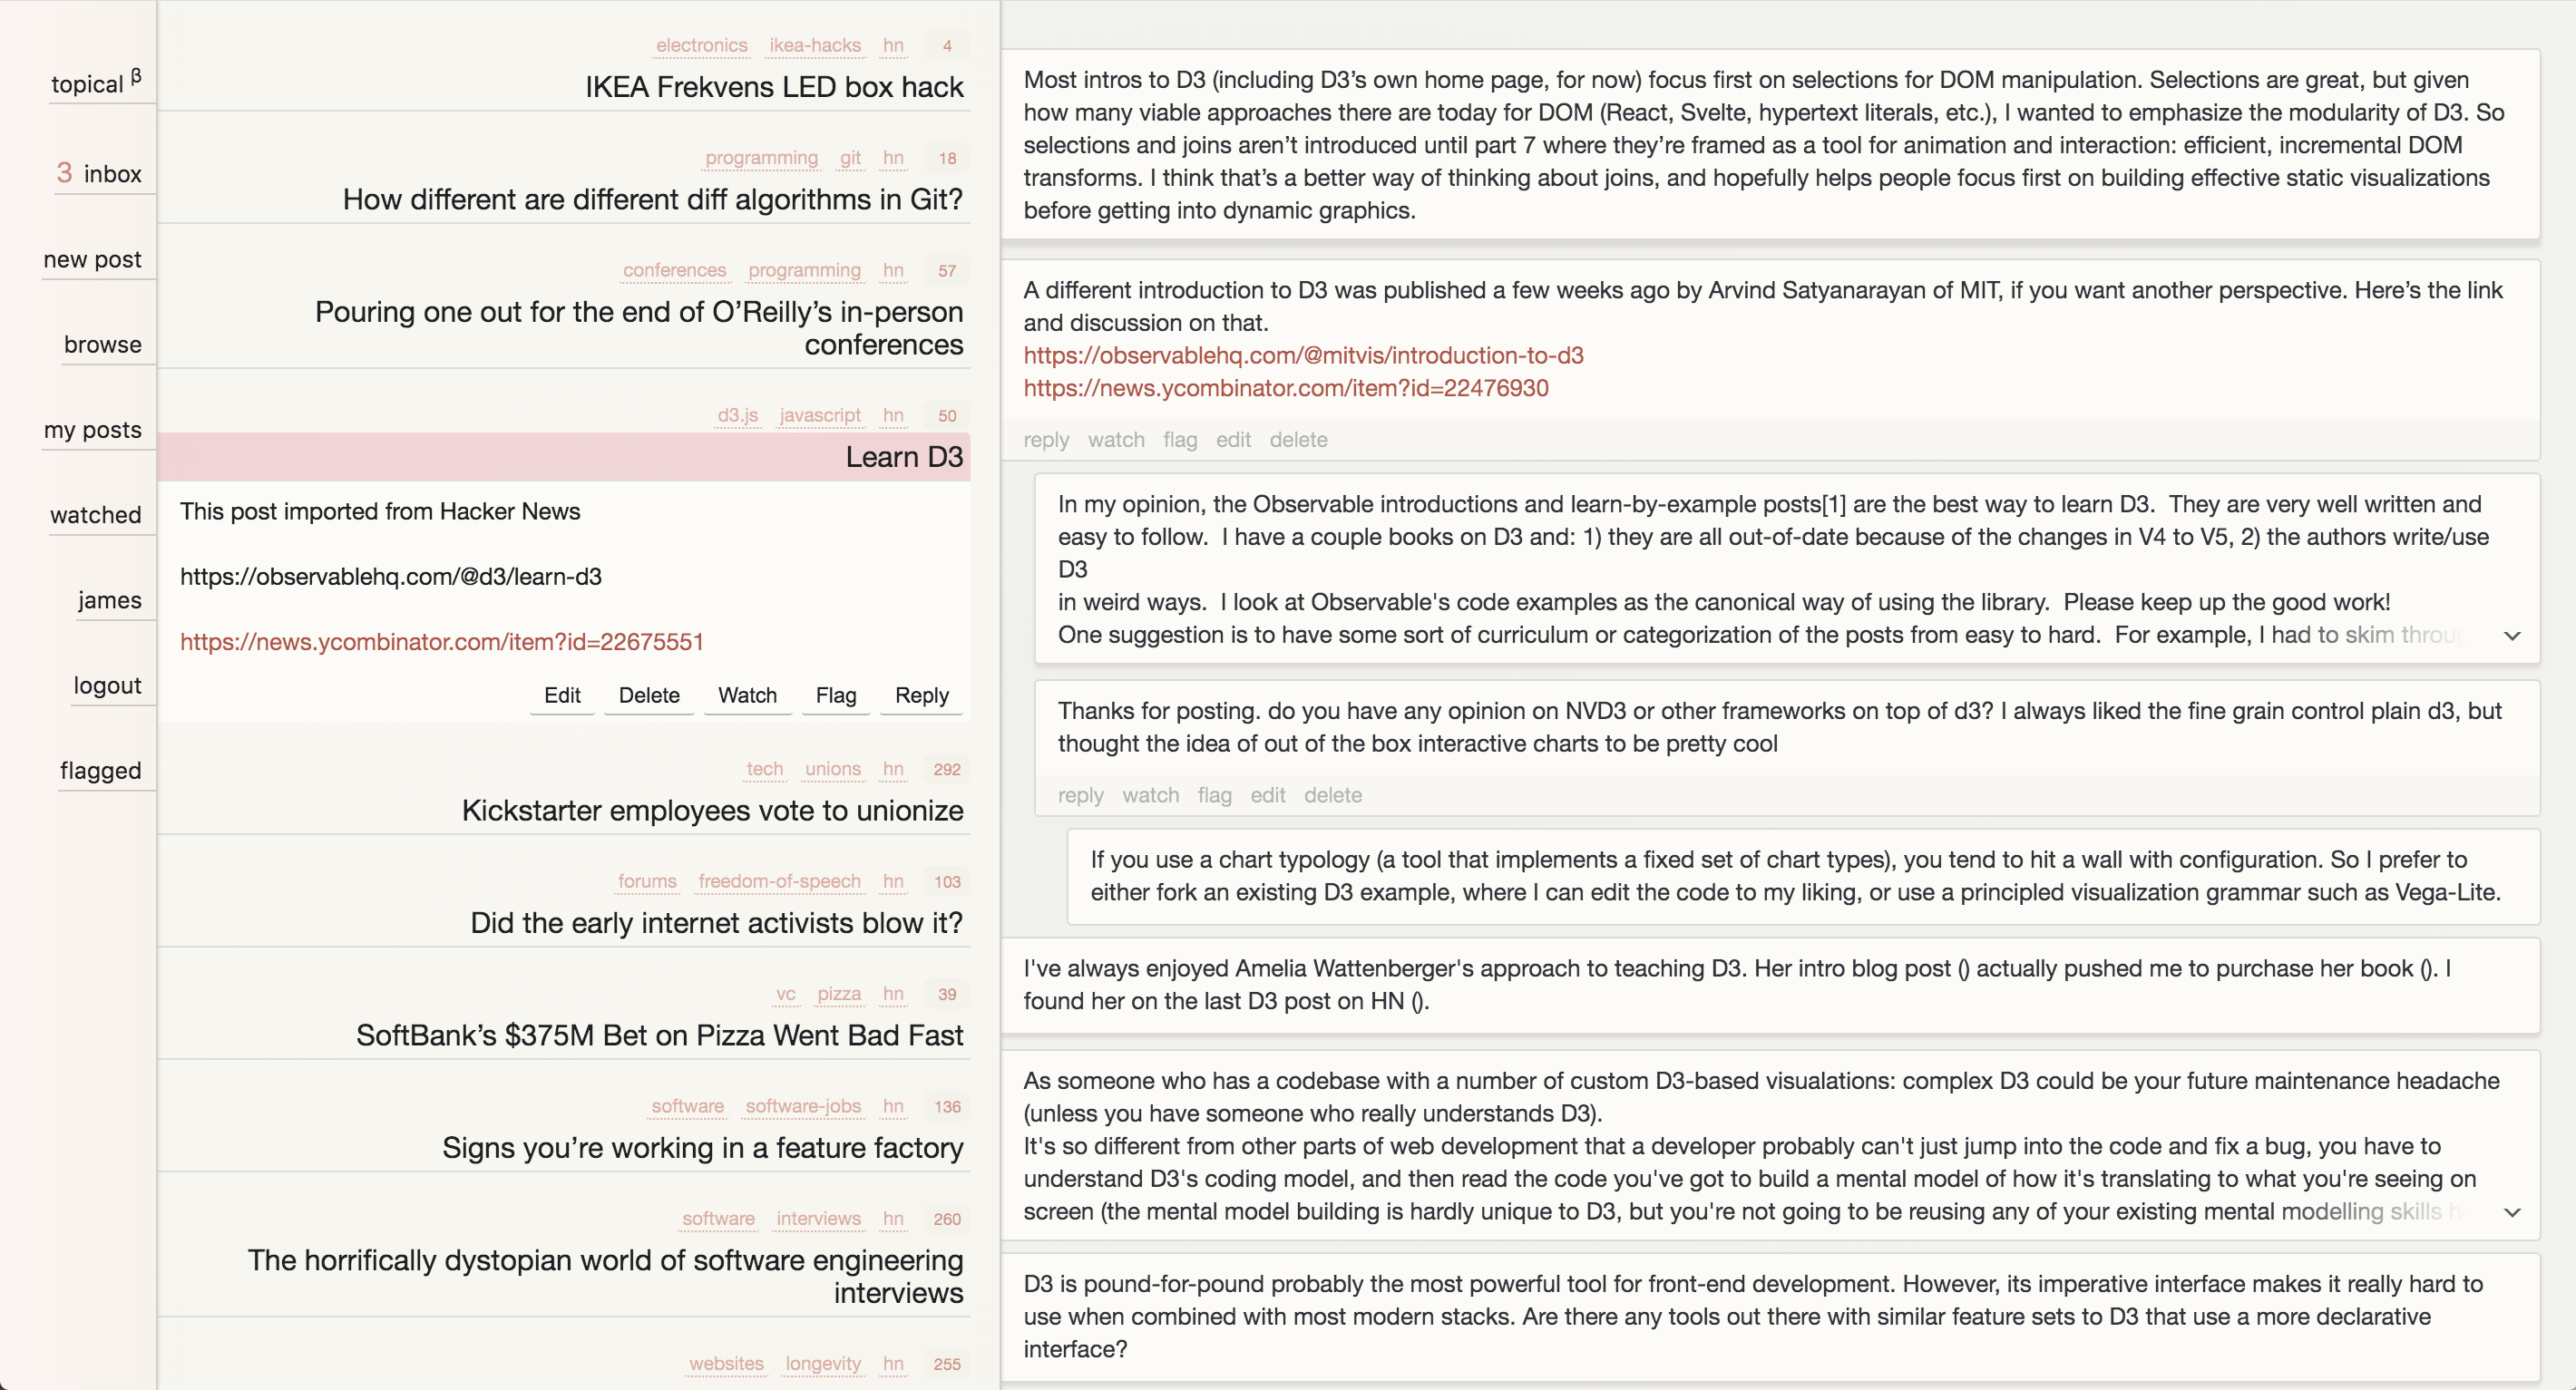 topical β
3 inbox
new post
browse
my posts
watched
james
logout
flagged
electronics ikea-hacks hn 4
IKEA Frekvens LED box hack
programming git hn 18
How different are different diff algorithms in Git?
conferences programming hn 57
Pouring one out for the end of O’Reilly’s in-person
conferences
d3.js javascript hn 50
Learn D3
This post imported from Hacker News
https://observablehq.com/@d3/learn-d3
https://news.ycombinator.com/item?id=22675551
Edit Delete Watch Flag Reply
tech unions hn 292
Kickstarter employees vote to unionize
forums freedom-of-speech hn 103
Did the early internet activists blow it?
vc pizza hn 39
SoftBank’s $375M Bet on Pizza Went Bad Fast
software software-jobs hn 136
Signs you’re working in a feature factory
software interviews hn 260
The horrifically dystopian world of software engineering
interviews
websites longevity hn 255
Most intros to D3 (including D3’s own home page, for now) focus first on selections for DOM manipulation. Selections are great, but given
how many viable approaches there are today for DOM (React, Svelte, hypertext literals, etc.), I wanted to emphasize the modularity of D3. So
selections and joins aren’t introduced until part 7 where they’re framed as a tool for animation and interaction: efficient, incremental DOM
transforms. I think that’s a better way of thinking about joins, and hopefully helps people focus first on building effective static visualizations
before getting into dynamic graphics.
A different introduction to D3 was published a few weeks ago by Arvind Satyanarayan of MIT, if you want another perspective. Here’s the link
and discussion on that.
https://observablehq.com/@mitvis/introduction-to-d3
https://news.ycombinator.com/item?id=22476930
reply watch flag edit delete
In my opinion, the Observable introductions and learn-by-example posts[1] are the best way to learn D3. They are very well written and
easy to follow. I have a couple books on D3 and: 1) they are all out-of-date because of the changes in V4 to V5, 2) the authors write/use
D3
in weird ways. I look at Observable's code examples as the canonical way of using the library. Please keep up the good work!
One suggestion is to have some sort of curriculum or categorization of the posts from easy to hard. For example, I had to skim
Thanks for posting. do you have any opinion on NVD3 or other frameworks on top of d3? I always liked the fine grain control plain d3, but
thought the idea of out of the box interactive charts to be pretty cool
reply watch flag edit delete
If you use a chart typology (a tool that implements a fixed set of chart types), you tend to hit a wall with configuration. So I prefer to
either fork an existing D3 example, where I can edit the code to my liking, or use a principled visualization grammar such as Vega-Lite.
I've always enjoyed Amelia Wattenberger's approach to teaching D3. Her intro blog post () actually pushed me to purchase her book (). I
found her on the last D3 post on HN ().
As someone who has a codebase with a number of custom D3-based visualations: complex D3 could be your future maintenance headache
(unless you have someone who really understands D3).
It's so different from other parts of web development that a developer probably can't just jump into the code and fix a bug, you have to
understand D3's coding model, and then read the code you've got to build a mental model of how it's translating to what you're seeing on
screen (the mental model building is hardly unique to D3, but you're not going to be reusing any of your existing mental modelling skills
D3 is pound-for-pound probably the most powerful tool for front-end development. However, its imperative interface makes it really hard to
use when combined with most modern stacks. Are there any tools out there with similar feature sets to D3 that use a more declarative
interface?